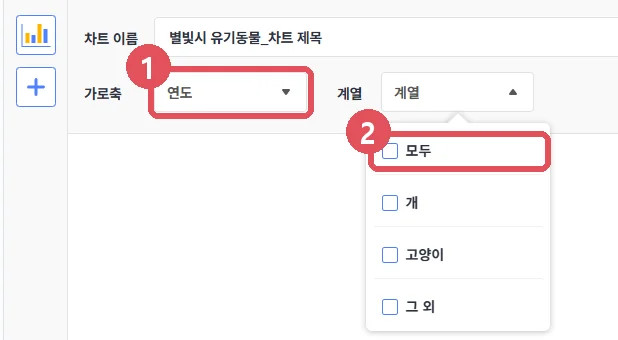 차트 이름 별빛시 유기동물_차트 제목
1
가로축 연도 계열 계열
2
모두
개
고양이
그 외